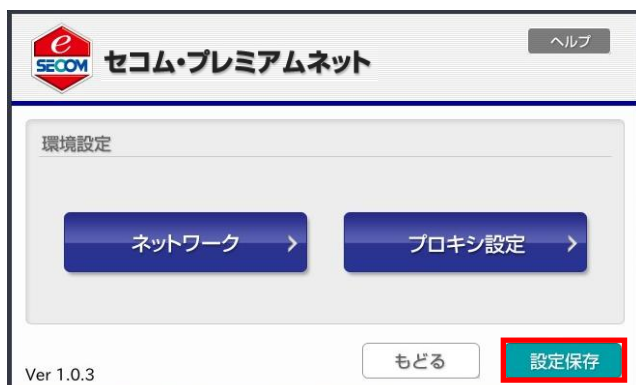 e
SECOM
セコム・プレミアムネット
ヘルプ
環境設定
ネットワーク
プロキシ設定
もどる
設定保存
Ver 1.0.3